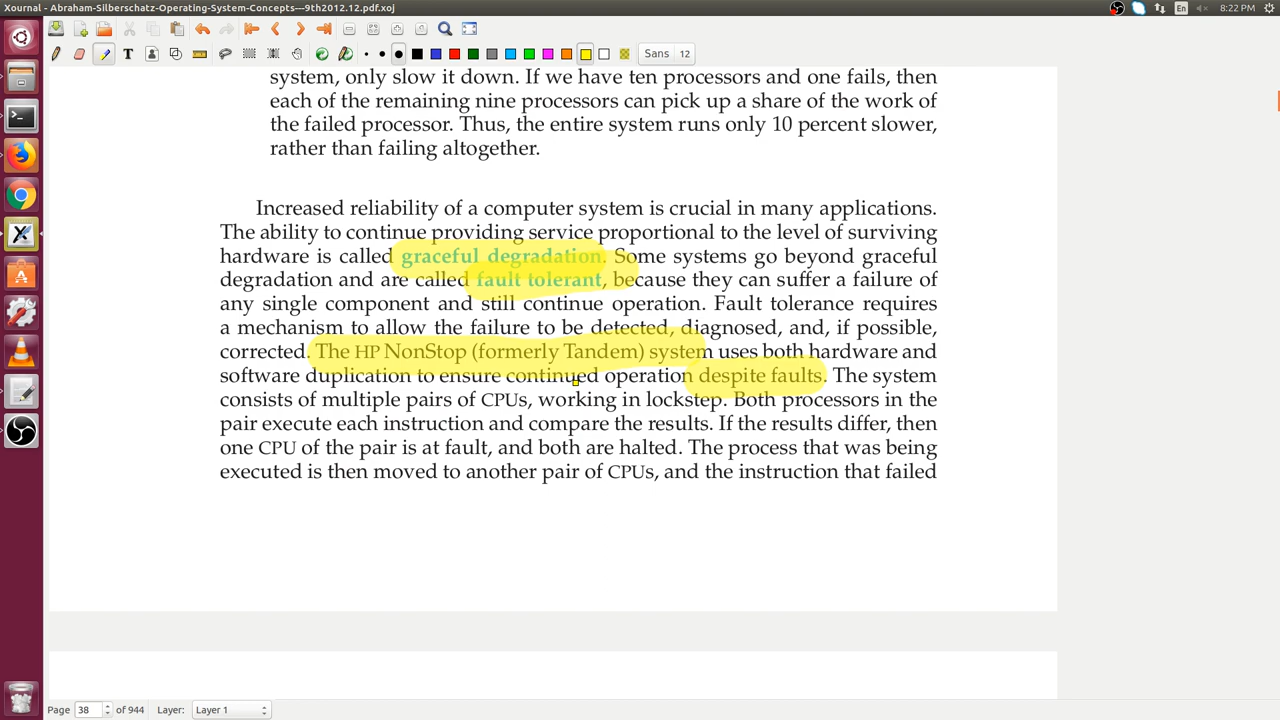 Xournal - Abraham-Silberschatz-Operating-System-Concepts---9th2012.12.pdf.xoj
En
8:22 PM
Sans 12
system, only slow it down. If we have ten processors and one fails, then
each of the remaining nine processors can pick up a share of the work of
the failed processor. Thus, the entire system runs only 10 percent slower,
rather than failing altogether.
Increased reliability of a computer system is crucial in many applications.
The ability to continue providing service proportional to the level of surviving
hardware is called graceful degradation. Some systems go beyond graceful
degradation and are called fault tolerant, because they can suffer a failure of
any single component and still continue operation. Fault tolerance requires
a mechanism to allow the failure to be detected, diagnosed, and, if possible,
corrected. The HP NonStop (formerly Tandem) system uses both hardware and
software duplication to ensure continued operation despite faults. The system
consists of multiple pairs of CPUs, working in lockstep. Both processors in the
pair execute each instruction and compare the results. If the results differ, then
one CPU of the pair is at fault, and both are halted. The process that was being
executed is then moved to another pair of CPUs, and the instruction that failed
Page 38 of 944 Layer: Layer 1